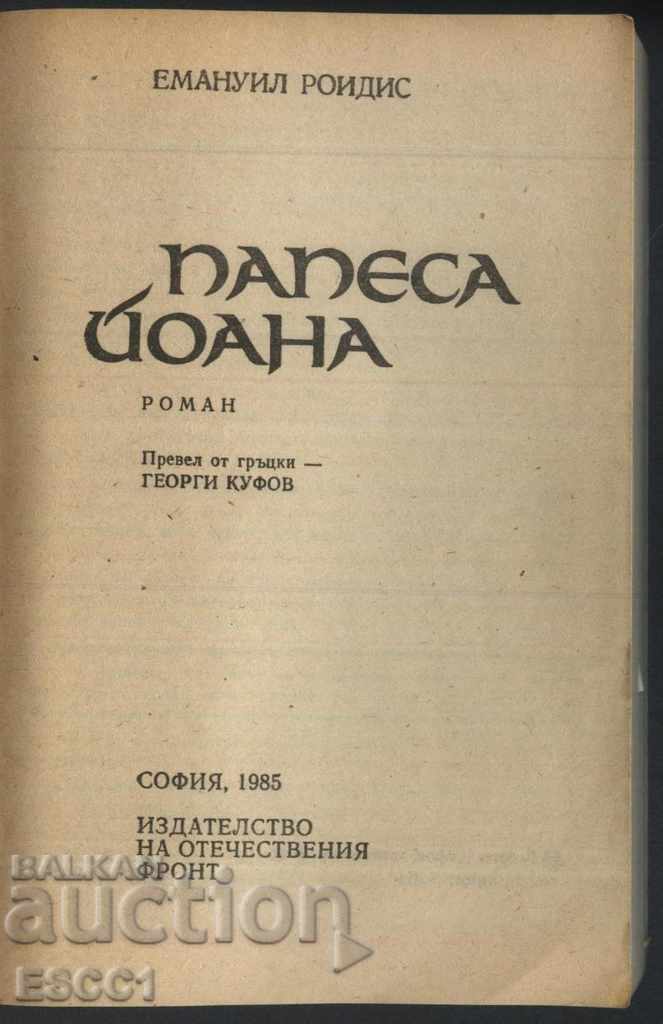 ЕМАНУИЛ РОИДИС
ПАПЕСА
ЙОАНА
РОМАН
Превел от гръцки —
ГЕОРГИ КУФОВ
СОФИЯ, 1985
ИЗДАТЕЛСТВО
НА ОТЕЧЕСТВЕНИЯ
ФРОНТ
BALKAN
auction
ESCC1